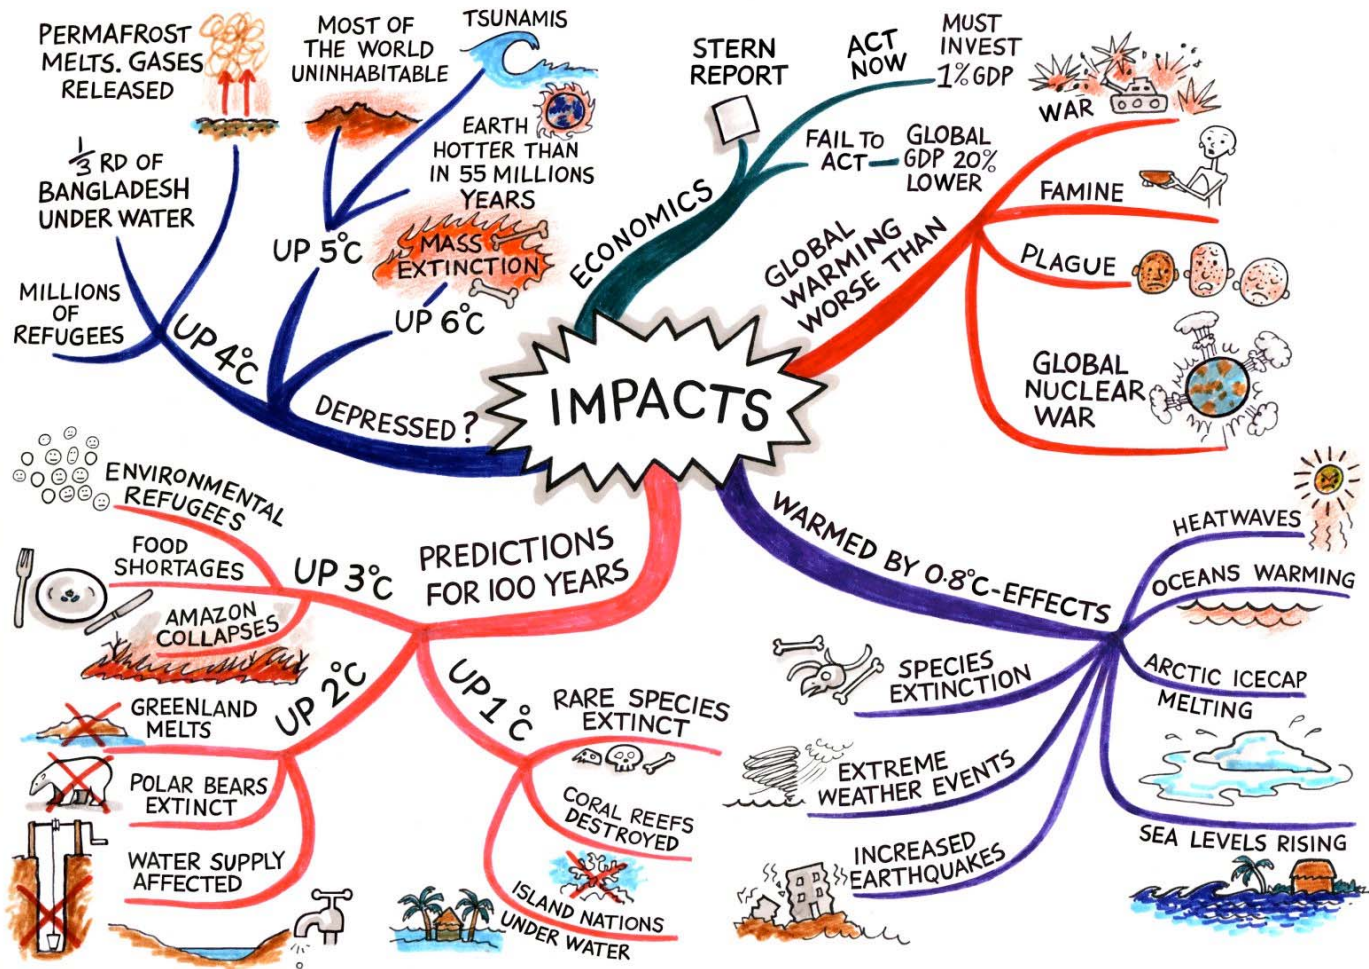 IMPACTS
ECONOMICS
STERN
REPORT
ACT
NOW
MUST
INVEST
1% GDP
FAIL TO
ACT
GLOBAL
GDP 20%
LOWER
GLOBAL
WARMING
WORSE THAN
WAR
FAMINE
PLAGUE
GLOBAL
NUCLEAR
WAR
WARMED BY 0.8°C-EFFECTS
HEATWAVES
OCEANS WARMING
ARCTIC ICECAP
MELTING
SEA LEVELS RISING
INCREASED
EARTHQUAKES
EXTREME
WEATHER EVENTS
SPECIES
EXTINCTION
PREDICTIONS
FOR 100 YEARS
UP 1°C
RARE SPECIES
EXTINCT
CORAL REEFS
DESTROYED
ISLAND NATIONS
UNDER WATER
UP 2°C
GREENLAND
MELTS
POLAR BEARS
EXTINCT
WATER SUPPLY
AFFECTED
UP 3°C
ENVIRONMENTAL
REFUGEES
FOOD
SHORTAGES
AMAZON
COLLAPSES
DEPRESSED?
UP 4°C
MILLIONS
OF
REFUGEES
1/3 RD OF
BANGLADESH
UNDER WATER
PERMAFROST
MELTS. GASES
RELEASED
UP 5°C
MOST OF
THE WORLD
UNINHABITABLE
TSUNAMIS
EARTH
HOTTER THAN
IN 55 MILLIONS
YEARS
UP 6°C
MASS
EXTINCTION